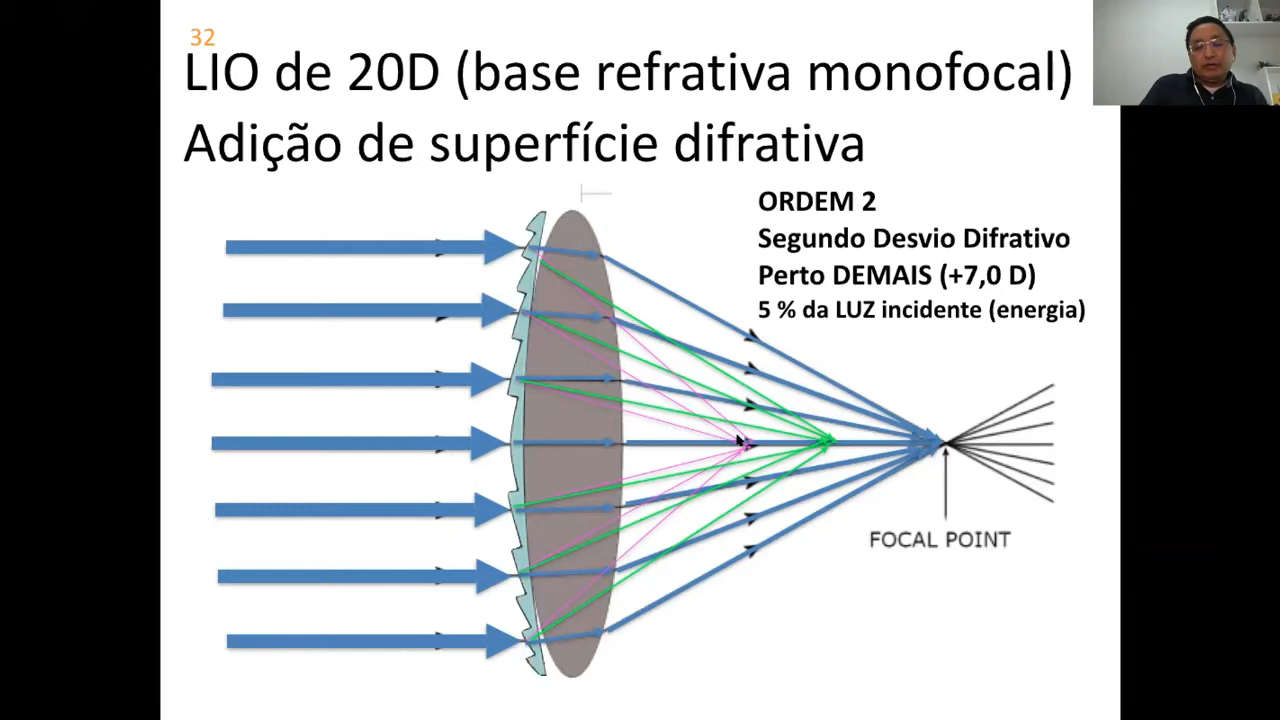 32
LIO de 20D (base refrativa monofocal)
Adição de superfície difrativa
ORDEM 2
Segundo Desvio Difrativo
Perto DEMAIS (+7,0 D)
5 % da LUZ incidente (energia)
FOCAL POINT